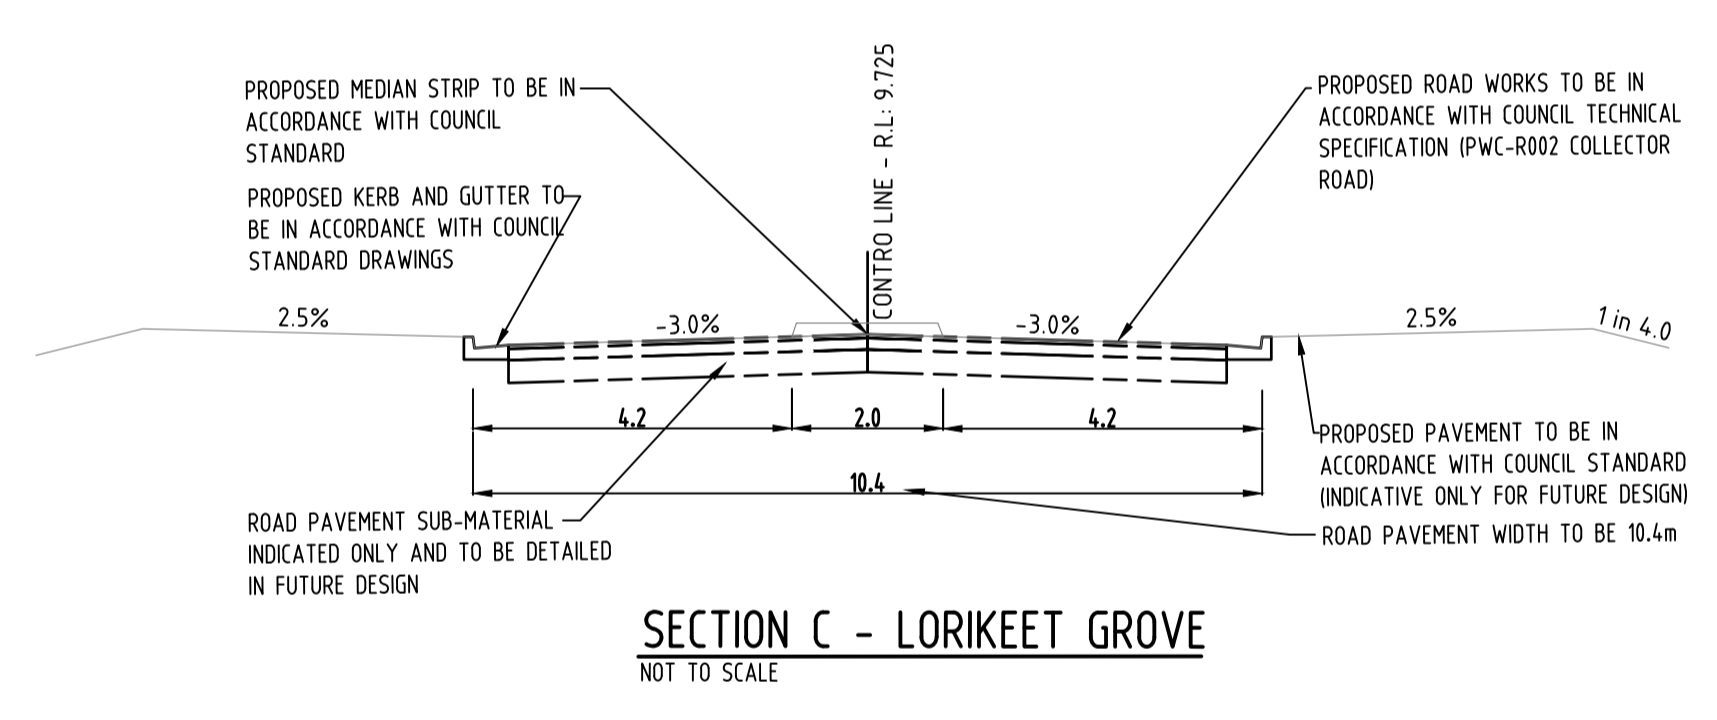 PROPOSED MEDIAN STRIP TO BE IN
ACCORDANCE WITH COUNCIL
STANDARD
PROPOSED KERB AND GUTTER TO
BE IN ACCORDANCE WITH COUNCIL
STANDARD DRAWINGS
CONTRO LINE - R.L: 9.725
PROPOSED ROAD WORKS TO BE IN
ACCORDANCE WITH COUNCIL TECHNICAL
SPECIFICATION (PWC-R002 COLLECTOR
ROAD)
2.5%
-3.0%
-3.0%
2.5%
1 in 4.0
4.2
2.0
4.2
10.4
PROPOSED PAVEMENT TO BE IN
ACCORDANCE WITH COUNCIL STANDARD
(INDICATIVE ONLY FOR FUTURE DESIGN)
ROAD PAVEMENT WIDTH TO BE 10.4m
ROAD PAVEMENT SUB-MATERIAL
INDICATED ONLY AND TO BE DETAILED
IN FUTURE DESIGN
SECTION C - LORIKEET GROVE
NOT TO SCALE